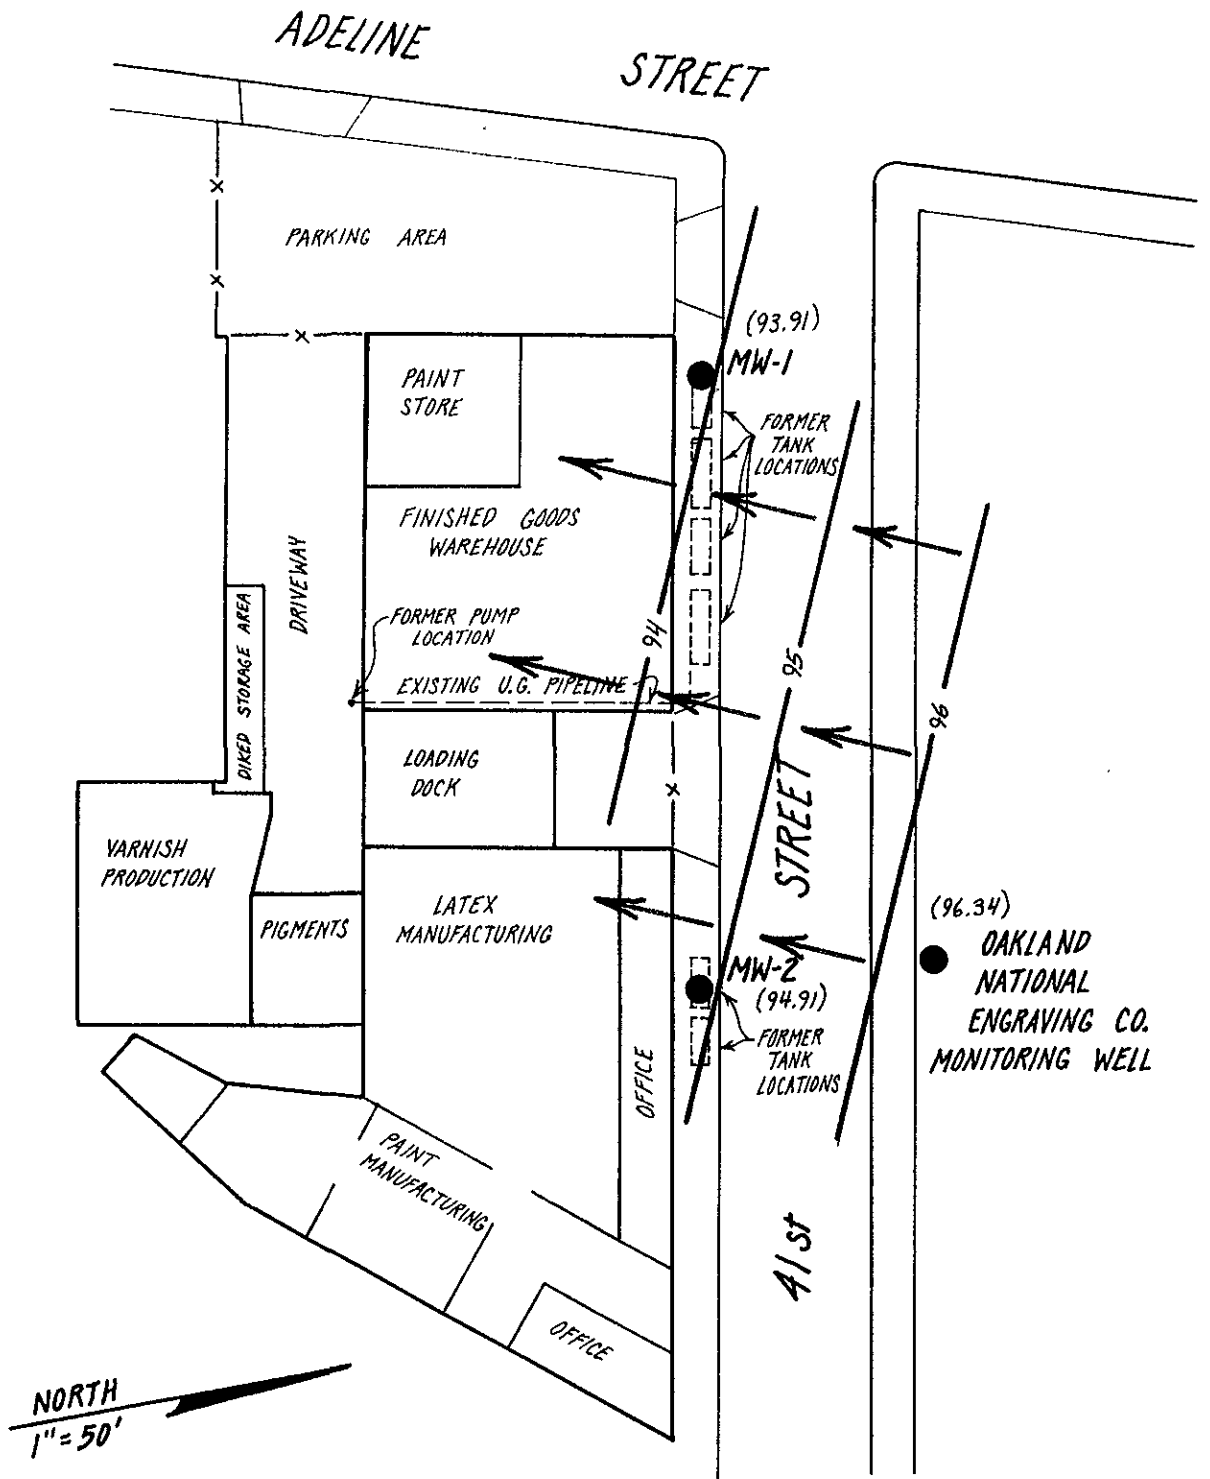 ADELINE STREET
PARKING AREA
(93.91)
MW-1
PAINT
STORE
FORMER
TANK
LOCATIONS
FINISHED GOODS
WAREHOUSE
DRIVEWAY
FORMER PUMP
LOCATION
94
95
96
EXISTING U.G. PIPELINE
DIKED STORAGE AREA
LOADING
DOCK
STREET
VARNISH
PRODUCTION
PIGMENTS
LATEX
MANUFACTURING
(96.34)
OAKLAND
NATIONAL
ENGRAVING CO.
MONITORING WELL
MW-2
(94.91)
FORMER
TANK
LOCATIONS
OFFICE
PAINT
MANUFACTURING
41st
OFFICE
NORTH
1"=50'